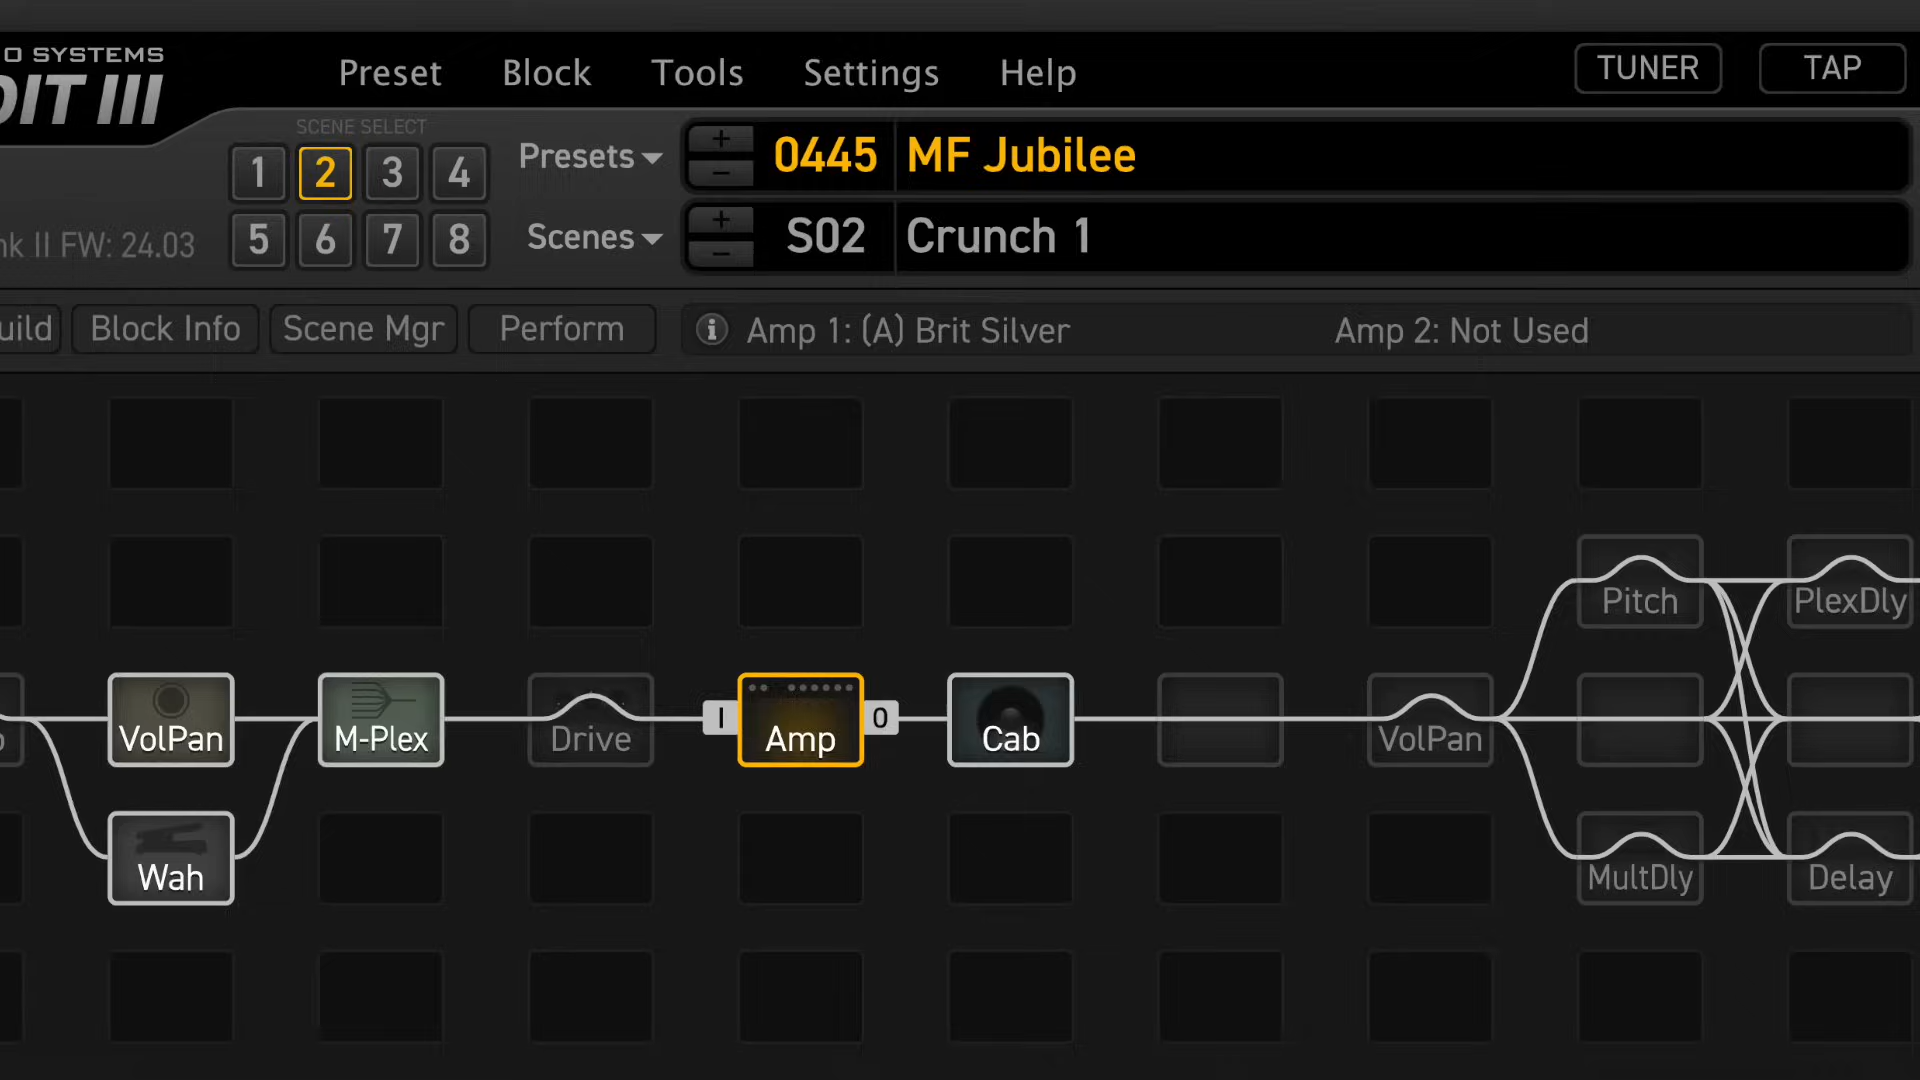 O SYSTEMS
DIT III
Preset Block Tools Settings Help
TUNER TAP
SCENE SELECT
1 2 3 4
5 6 7 8
Presets
+
−
0445 MF Jubilee
Scenes
+
−
S02 Crunch 1
nk II FW: 24.03
uild Block Info Scene Mgr Perform
i Amp 1: (A) Brit Silver Amp 2: Not Used
Pitch PlexDly
VolPan M-Plex Drive I Amp O Cab VolPan
Wah MultDly Delay